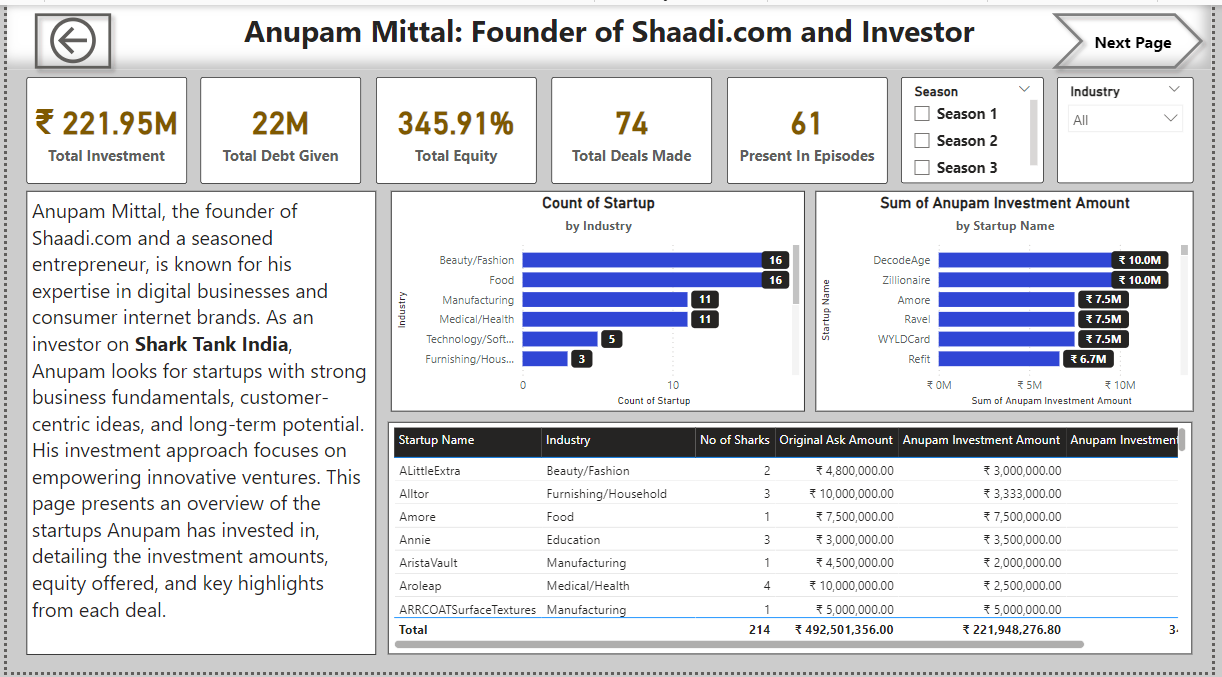 Anupam Mittal: Founder of Shaadi.com and Investor
Next Page
₹ 221.95M
Total Investment
22M
Total Debt Given
345.91%
Total Equity
74
Total Deals Made
61
Present In Episodes
Season
Season 1
Season 2
Season 3
Industry
All
Anupam Mittal, the founder of
Shaadi.com and a seasoned
entrepreneur, is known for his
expertise in digital businesses and
consumer internet brands. As an
investor on Shark Tank India,
Anupam looks for startups with strong
business fundamentals, customer-
centric ideas, and long-term potential.
His investment approach focuses on
empowering innovative ventures. This
page presents an overview of the
startups Anupam has invested in,
detailing the investment amounts,
equity offered, and key highlights
from each deal.
Count of Startup
by Industry
Industry
Beauty/Fashion 16
Food 16
Manufacturing 11
Medical/Health 11
Technology/Soft... 5
Furnishing/Hous... 3
0 10
Count of Startup
Sum of Anupam Investment Amount
by Startup Name
Startup Name
DecodeAge ₹ 10.0M
Zillionaire ₹ 10.0M
Amore ₹ 7.5M
Ravel ₹ 7.5M
WYLDCard ₹ 7.5M
Refit ₹ 6.7M
₹ 0M ₹ 5M ₹ 10M
Sum of Anupam Investment Amount
Startup Name Industry No of Sharks Original Ask Amount Anupam Investment Amount Anupam Investment
ALittleExtra Beauty/Fashion 2 ₹ 4,800,000.00 ₹ 3,000,000.00
Alltor Furnishing/Household 3 ₹ 10,000,000.00 ₹ 3,333,000.00
Amore Food 1 ₹ 7,500,000.00 ₹ 7,500,000.00
Annie Education 3 ₹ 3,000,000.00 ₹ 3,500,000.00
AristaVault Manufacturing 1 ₹ 4,500,000.00 ₹ 2,000,000.00
Aroleap Medical/Health 4 ₹ 10,000,000.00 ₹ 2,500,000.00
ARRCOATSurfaceTextures Manufacturing 1 ₹ 5,000,000.00 ₹ 5,000,000.00
Total 214 ₹ 492,501,356.00 ₹ 221,948,276.80